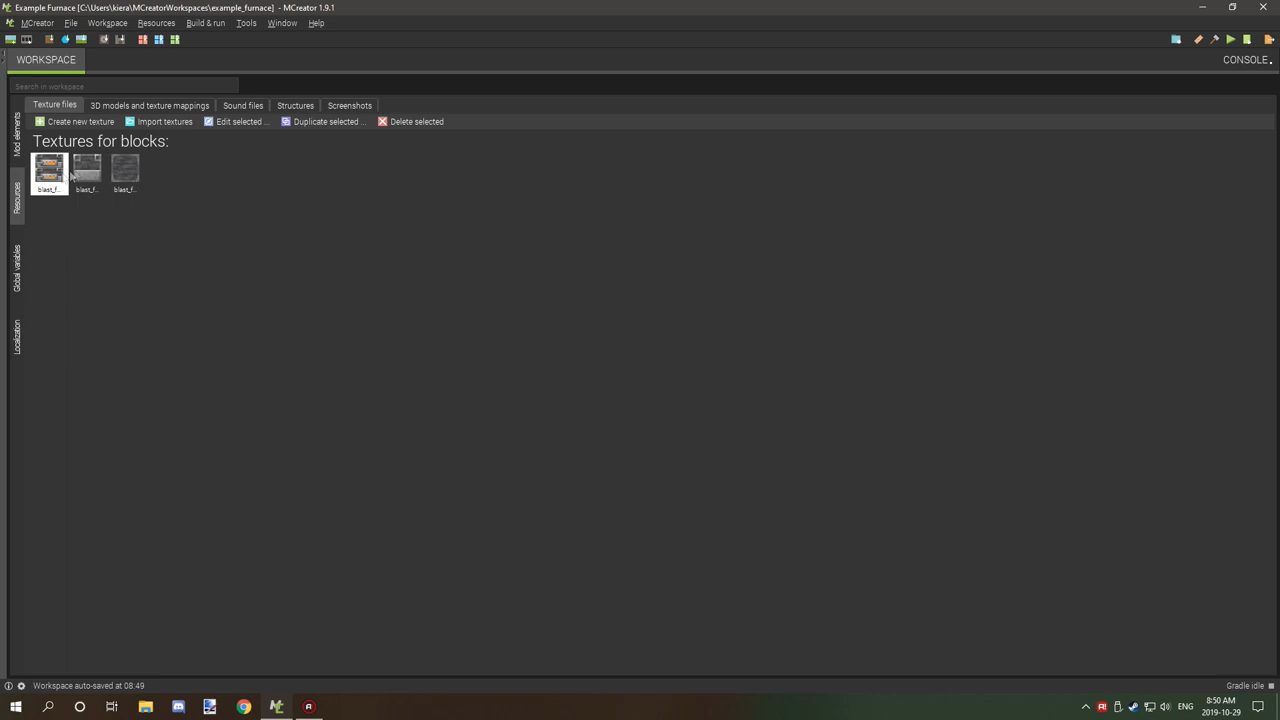 Example Furnace [C:\Users\kiera\MCreatorWorkspaces\example_furnace] - MCreator 1.9.1
MCreator File Workspace Resources Build & run Tools Window Help
WORKSPACE
CONSOLE
Search in workspace
Texture files 3D models and texture mappings Sound files Structures Screenshots
Create new texture Import textures Edit selected ... Duplicate selected ... Delete selected
Textures for blocks:
blast_f... blast_f... blast_f...
Mod elements
Resources
Global variables
Localization
Workspace auto-saved at 08:49
Gradle idle
ENG
8:50 AM
2019-10-29